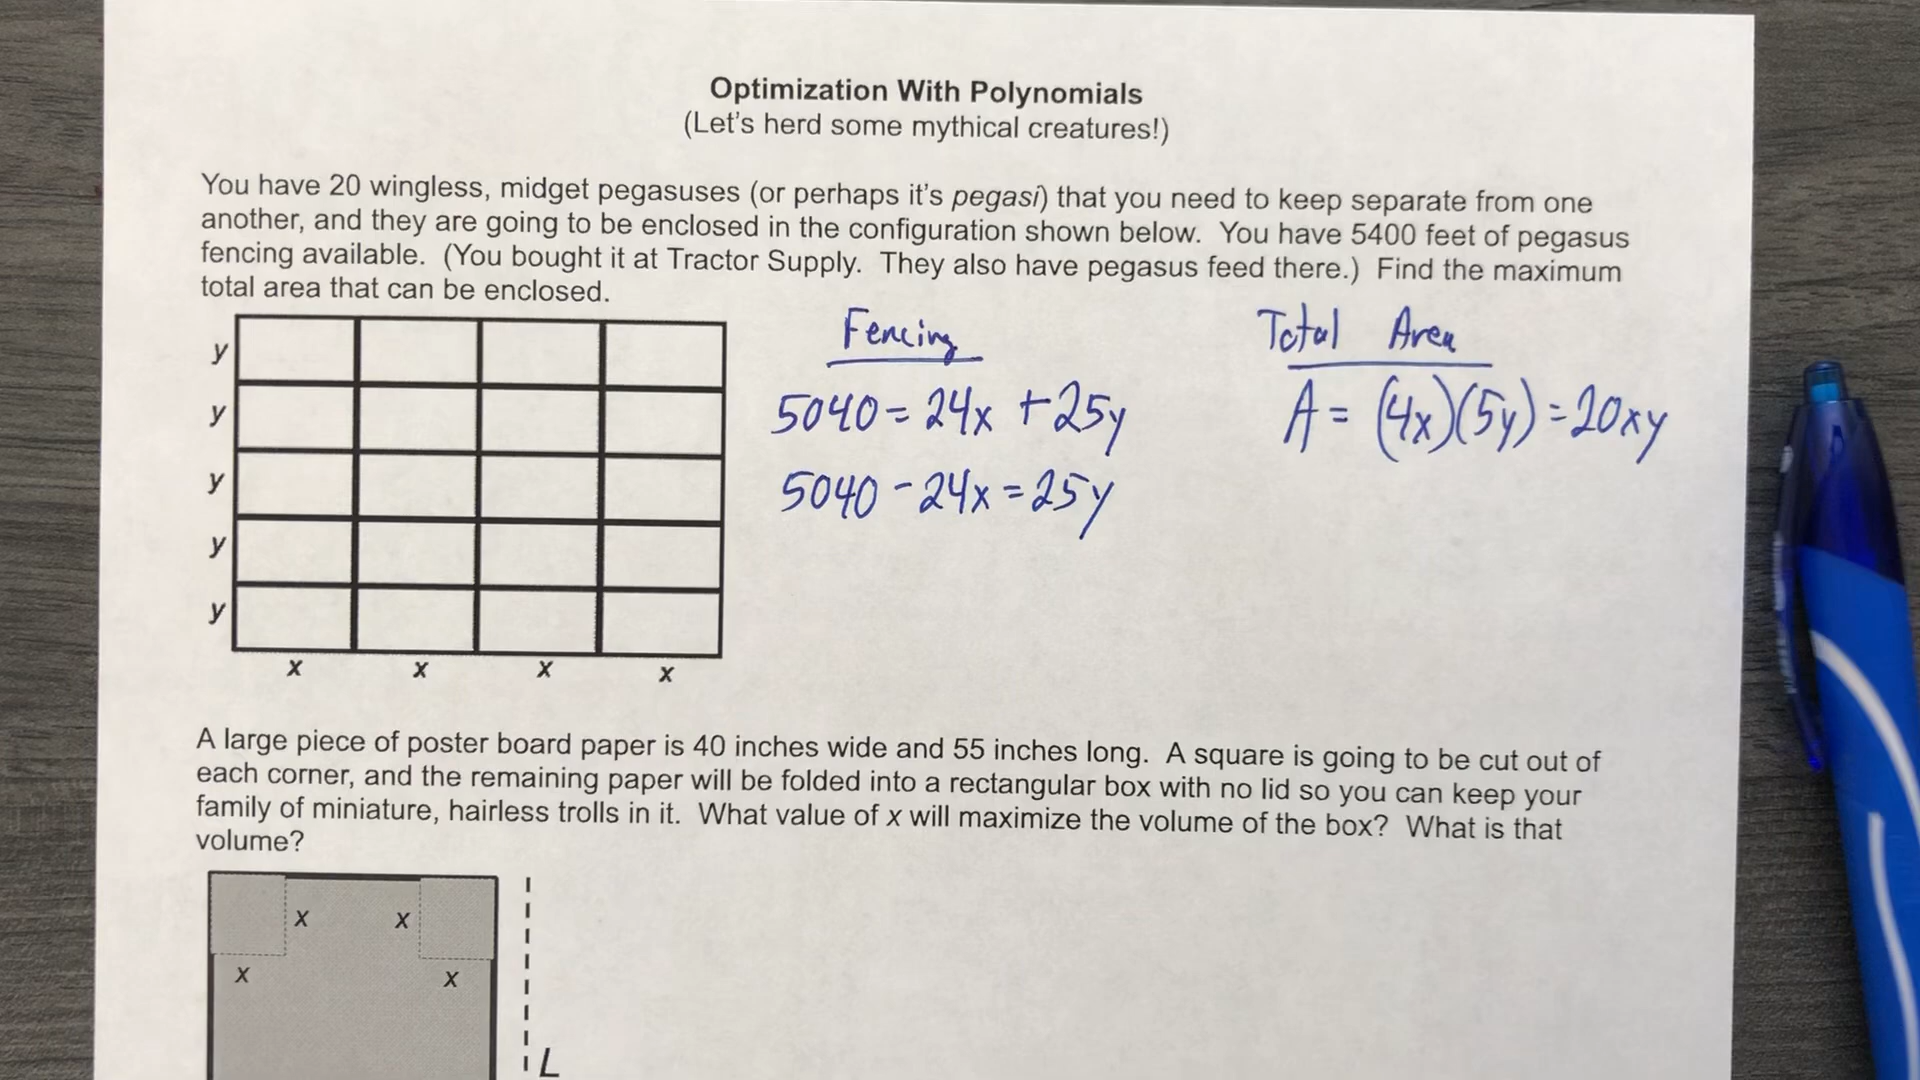 Optimization With Polynomials
(Let's herd some mythical creatures!)
You have 20 wingless, midget pegasuses (or perhaps it's pegasi) that you need to keep separate from one
another, and they are going to be enclosed in the configuration shown below. You have 5400 feet of pegasus
fencing available. (You bought it at Tractor Supply. They also have pegasus feed there.) Find the maximum
total area that can be enclosed.
y
y
y
y
y
x x x x
Fencing
5040 = 24x + 25y
5040 - 24x = 25y
Total Area
A = (4x)(5y) = 20xy
A large piece of poster board paper is 40 inches wide and 55 inches long. A square is going to be cut out of
each corner, and the remaining paper will be folded into a rectangular box with no lid so you can keep your
family of miniature, hairless trolls in it. What value of x will maximize the volume of the box? What is that
volume?
x x
x x
L